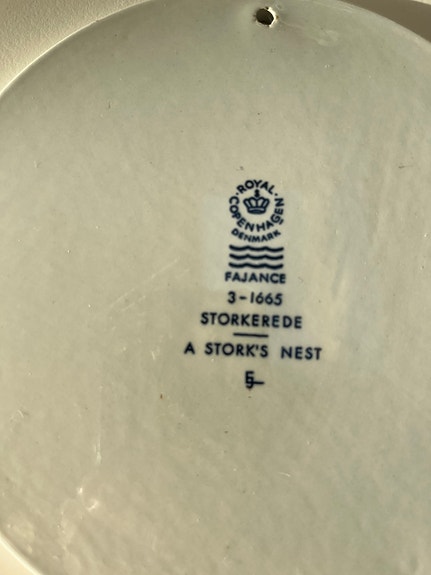 ROYAL
COPENHAGEN
DENMARK
FAJANCE
3-1665
STORKEREDE
A STORK'S NEST